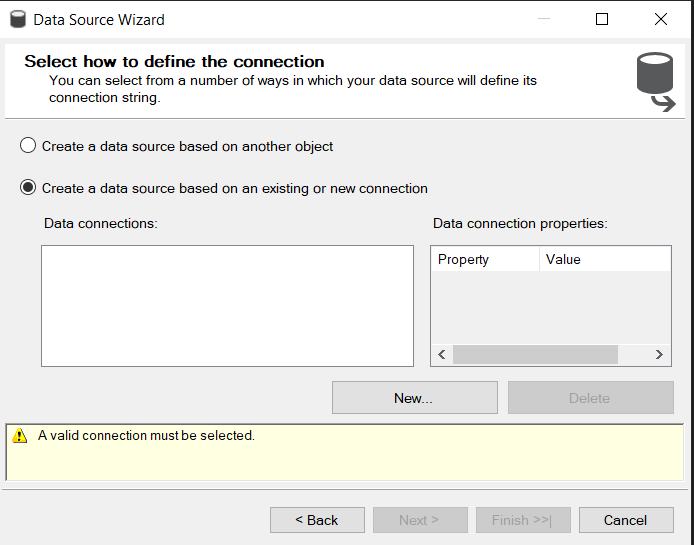 Data Source Wizard
Select how to define the connection
You can select from a number of ways in which your data source will define its
connection string.
Create a data source based on another object
Create a data source based on an existing or new connection
Data connections:
Data connection properties:
Property Value
New...
Delete
A valid connection must be selected.
< Back
Next >
Finish >>|
Cancel